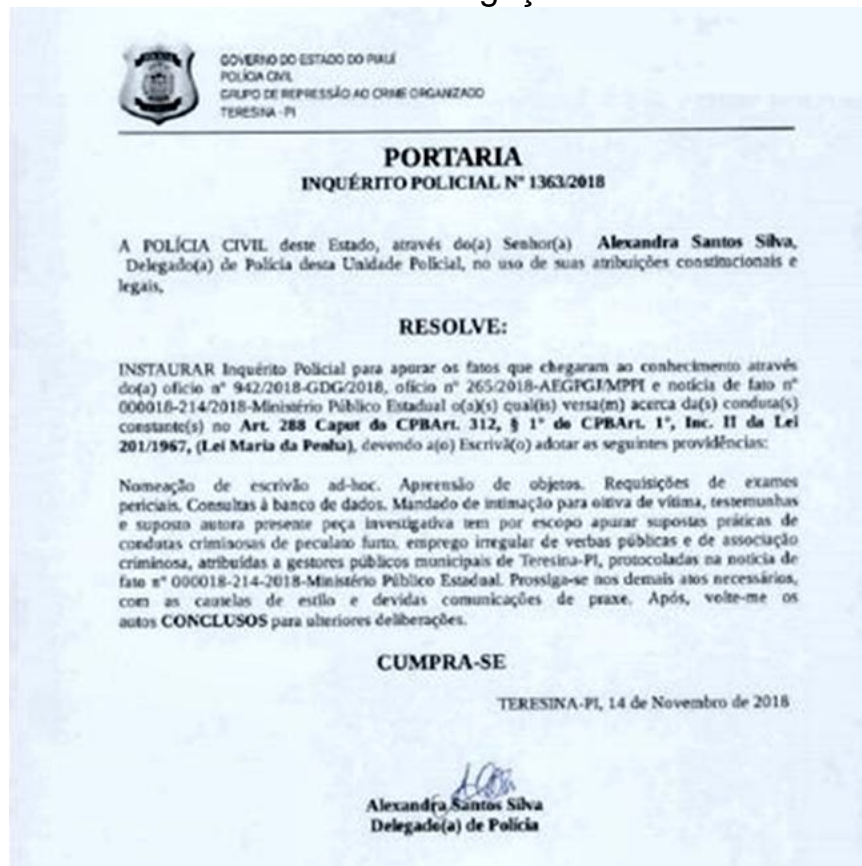 GOVERNO DO ESTADO DO PIAUÍ
POLÍCIA CIVIL
GRUPO DE REPRESSÃO AO CRIME ORGANIZADO
TERESINA - PI
PORTARIA
INQUÉRITO POLICIAL Nº 1363/2018
A POLÍCIA CIVIL deste Estado, através do(a) Senhor(a) Alexandra Santos Silva,
Delegado(a) de Polícia desta Unidade Policial, no uso de suas atribuições constitucionais e
legais,
RESOLVE:
INSTAURAR Inquérito Policial para apurar os fatos que chegaram ao conhecimento através
do(a) ofício nº 942/2018-GDG/2018, ofício nº 265/2018-AEGPGJ/MPPI e notícia de fato nº
000018-214/2018-Ministério Público Estadual o(a)(s) qual(is) versa(m) acerca da(s) conduta(s)
constante(s) no Art. 288 Caput do CPBArt. 312, § 1º do CPBArt. 1º, Inc. II da Lei
201/1967, (Lei Maria da Penha), devendo a(o) Escrivã(o) adotar as seguintes providências:
Nomeação de escrivão ad-hoc. Apreensão de objetos. Requisições de exames
periciais. Consultas à banco de dados. Mandado de intimação para oitiva de vítima, testemunhas
e suposto autora presente peça investigativa tem por escopo apurar supostas práticas de
condutas criminosas de peculato furto, emprego irregular de verbas públicas e de associação
criminosa, atribuídas a gestores públicos municipais de Teresina-PI, protocoladas na notícia de
fato nº 000018-214-2018-Ministério Público Estadual. Prossiga-se nos demais atos necessários,
com as cautelas de estilo e devidas comunicações de praxe. Após, volte-me os
autos CONCLUSOS para ulteriores deliberações.
CUMPRA-SE
TERESINA-PI, 14 de Novembro de 2018
Alexandra Santos Silva
Delegado(a) de Polícia